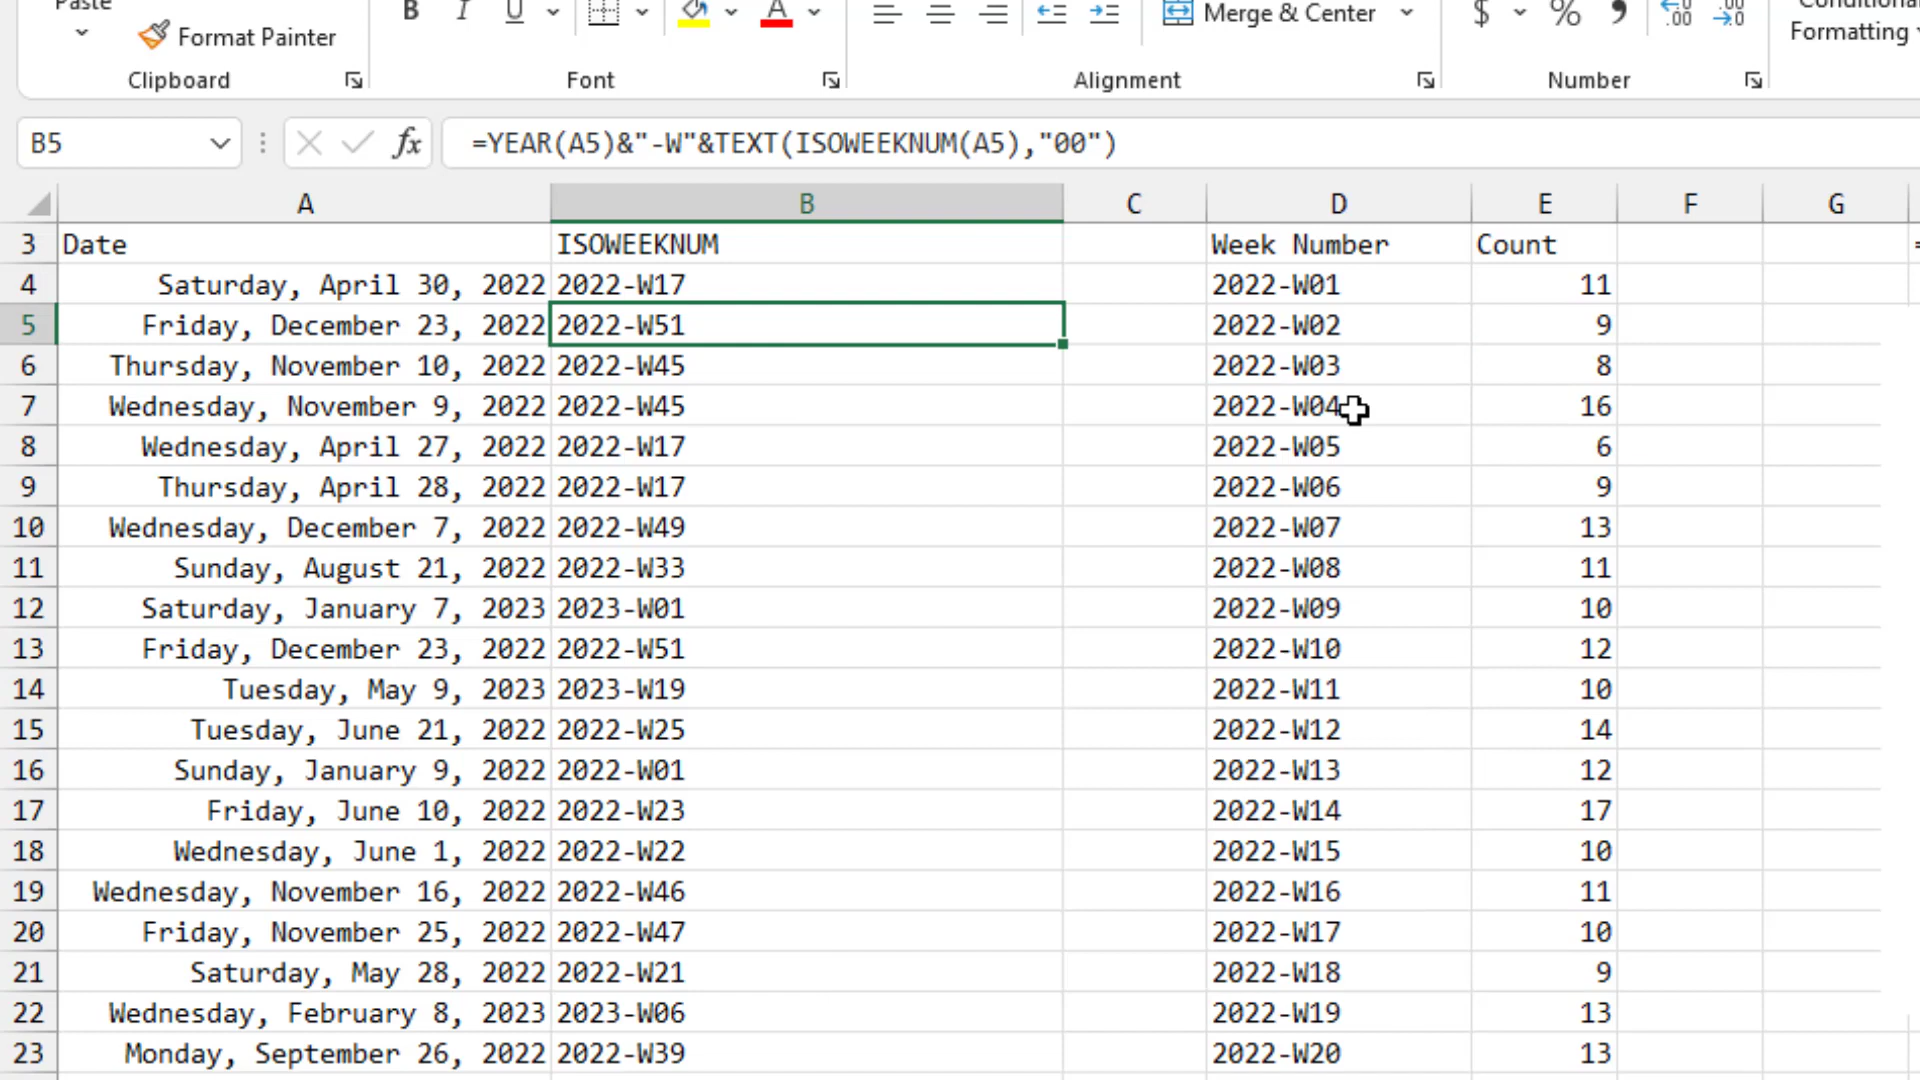 Paste
Format Painter
B I U A Merge & Center $ % 9 .00 .00
Conditional
Formatting
Clipboard Font Alignment Number
B5 fx =YEAR(A5)&"-W"&TEXT(ISOWEEKNUM(A5),"00")
A B C D E F G
3 Date ISOWEEKNUM Week Number Count =
4 Saturday, April 30, 2022 2022-W17 2022-W01 11
5 Friday, December 23, 2022 2022-W51 2022-W02 9
6 Thursday, November 10, 2022 2022-W45 2022-W03 8
7 Wednesday, November 9, 2022 2022-W45 2022-W04 16
8 Wednesday, April 27, 2022 2022-W17 2022-W05 6
9 Thursday, April 28, 2022 2022-W17 2022-W06 9
10 Wednesday, December 7, 2022 2022-W49 2022-W07 13
11 Sunday, August 21, 2022 2022-W33 2022-W08 11
12 Saturday, January 7, 2023 2023-W01 2022-W09 10
13 Friday, December 23, 2022 2022-W51 2022-W10 12
14 Tuesday, May 9, 2023 2023-W19 2022-W11 10
15 Tuesday, June 21, 2022 2022-W25 2022-W12 14
16 Sunday, January 9, 2022 2022-W01 2022-W13 12
17 Friday, June 10, 2022 2022-W23 2022-W14 17
18 Wednesday, June 1, 2022 2022-W22 2022-W15 10
19 Wednesday, November 16, 2022 2022-W46 2022-W16 11
20 Friday, November 25, 2022 2022-W47 2022-W17 10
21 Saturday, May 28, 2022 2022-W21 2022-W18 9
22 Wednesday, February 8, 2023 2023-W06 2022-W19 13
23 Monday, September 26, 2022 2022-W39 2022-W20 13